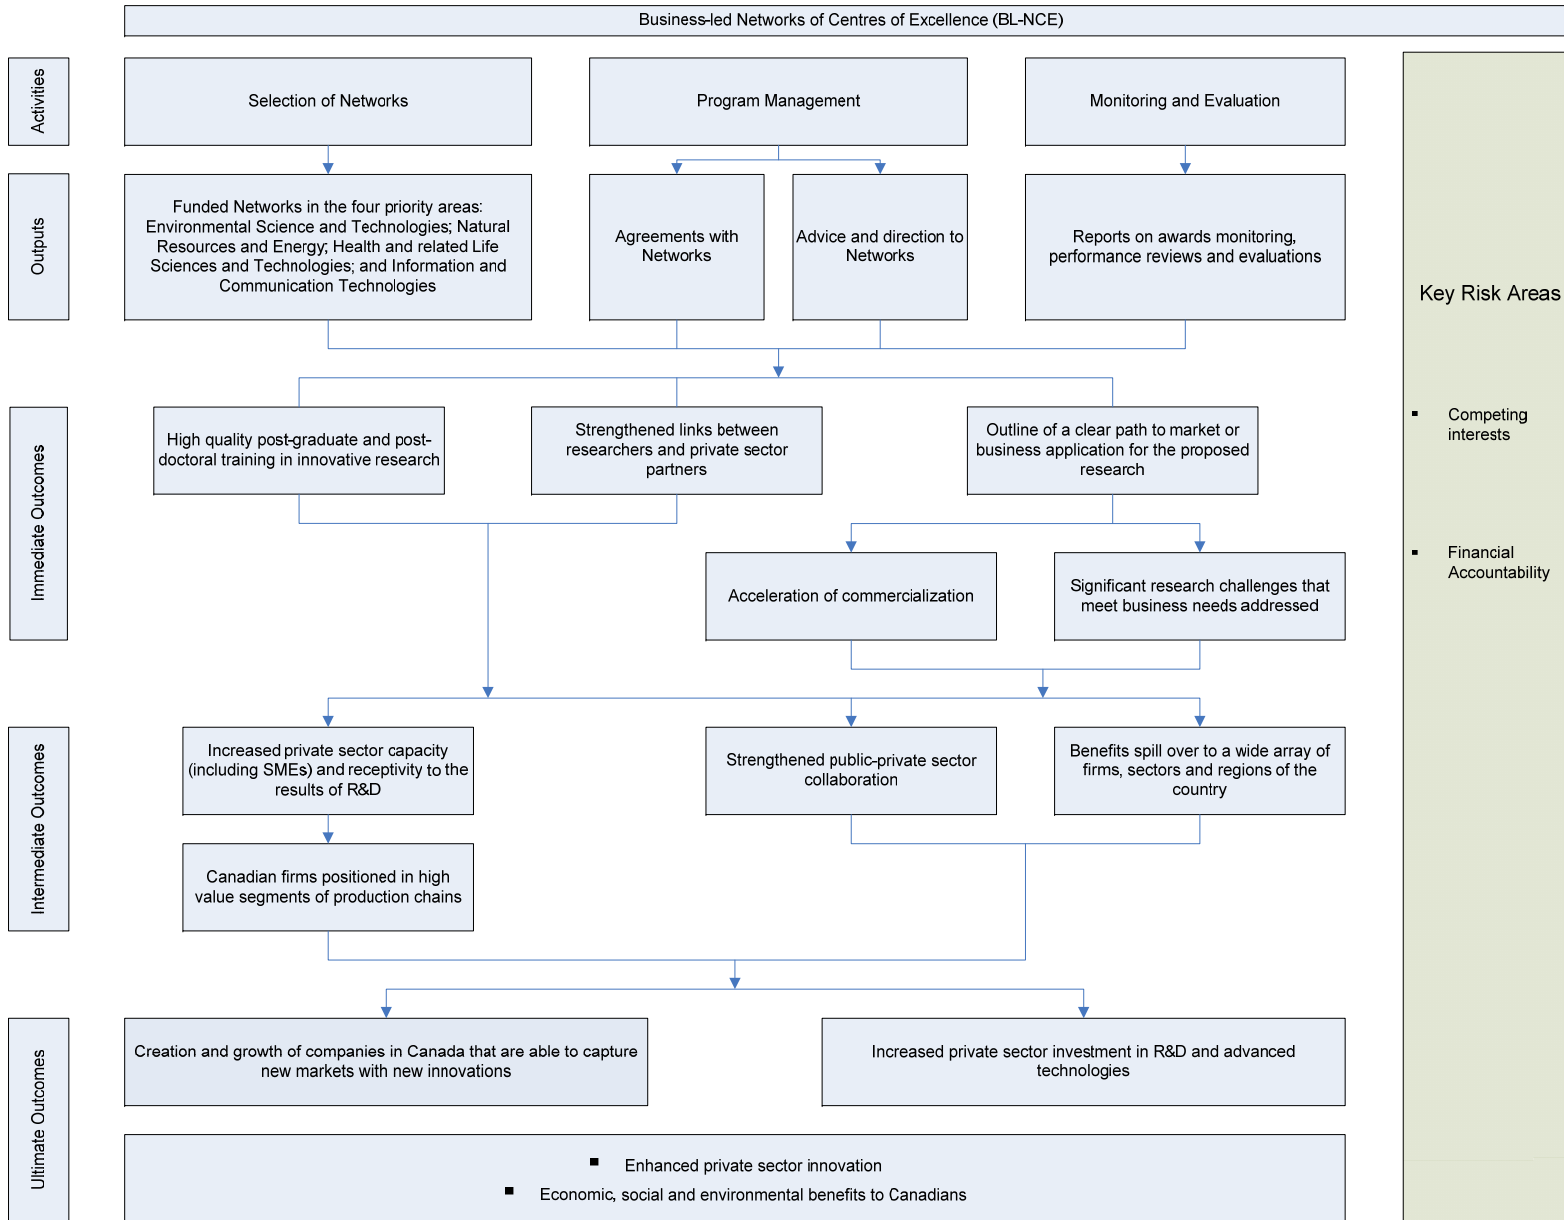 Business-led Networks of Centres of Excellence (BL-NCE)
Activities
Selection of Networks
Program Management
Monitoring and Evaluation
Outputs
Funded Networks in the four priority areas:
Environmental Science and Technologies; Natural
Resources and Energy; Health and related Life
Sciences and Technologies; and Information and
Communication Technologies
Agreements with
Networks
Advice and direction to
Networks
Reports on awards monitoring,
performance reviews and evaluations
Key Risk Areas
▪ Competing
interests
▪ Financial
Accountability
Immediate Outcomes
High quality post-graduate and post-
doctoral training in innovative research
Strengthened links between
researchers and private sector
partners
Outline of a clear path to market or
business application for the proposed
research
Acceleration of commercialization
Significant research challenges that
meet business needs addressed
Intermediate Outcomes
Increased private sector capacity
(including SMEs) and receptivity to the
results of R&D
Strengthened public-private sector
collaboration
Benefits spill over to a wide array of
firms, sectors and regions of the
country
Canadian firms positioned in high
value segments of production chains
Ultimate Outcomes
Creation and growth of companies in Canada that are able to capture
new markets with new innovations
Increased private sector investment in R&D and advanced
technologies
▪ Enhanced private sector innovation
▪ Economic, social and environmental benefits to Canadians